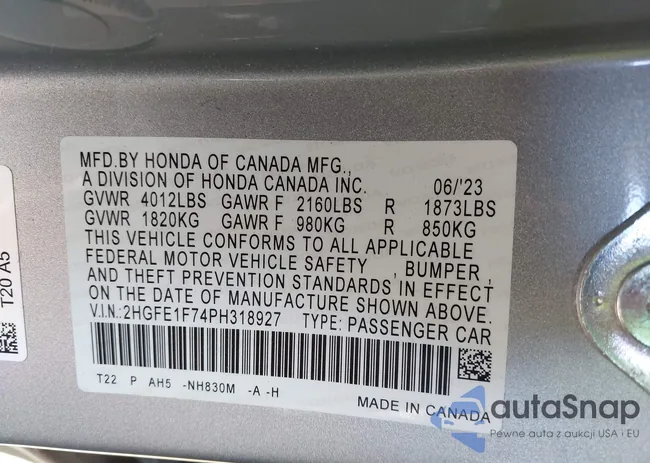 MFD.BY HONDA OF CANADA MFG.,
A DIVISION OF HONDA CANADA INC. 06/'23
GVWR 4012LBS GAWR F 2160LBS R 1873LBS
GVWR 1820KG GAWR F 980KG R 850KG
THIS VEHICLE CONFORMS TO ALL APPLICABLE
FEDERAL MOTOR VEHICLE SAFETY , BUMPER ,
AND THEFT PREVENTION STANDARDS IN EFFECT
ON THE DATE OF MANUFACTURE SHOWN ABOVE.
V.I.N.:2HGFE1F74PH318927 TYPE: PASSENGER CAR
T22 P AH5 -NH830M -A -H
MADE IN CANADA
T20 A5
autaSnap
Pewne auta z aukcji USA i EU